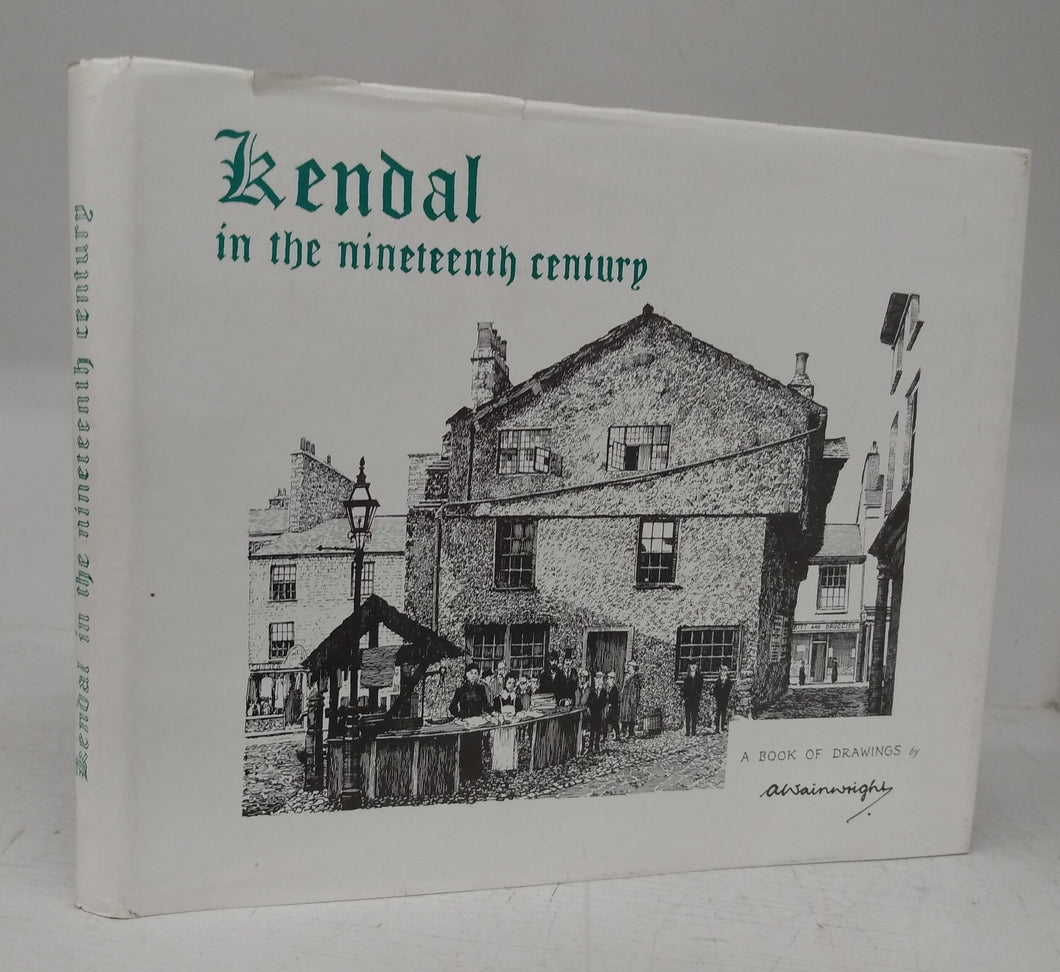 Kendal
in the nineteenth century
A BOOK OF DRAWINGS by
AWainwright
Kendal in the nineteenth century